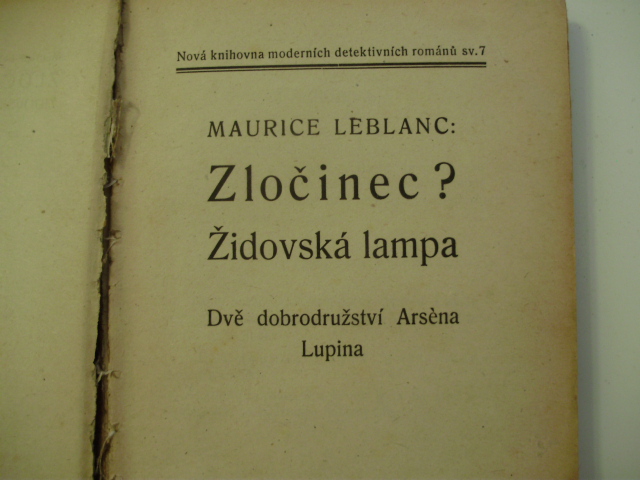 Nová knihovna moderních detektivních románů sv. 7
MAURICE LEBLANC:
Zločinec ?
Židovská lampa
Dvě dobrodružství Arsèna
Lupina